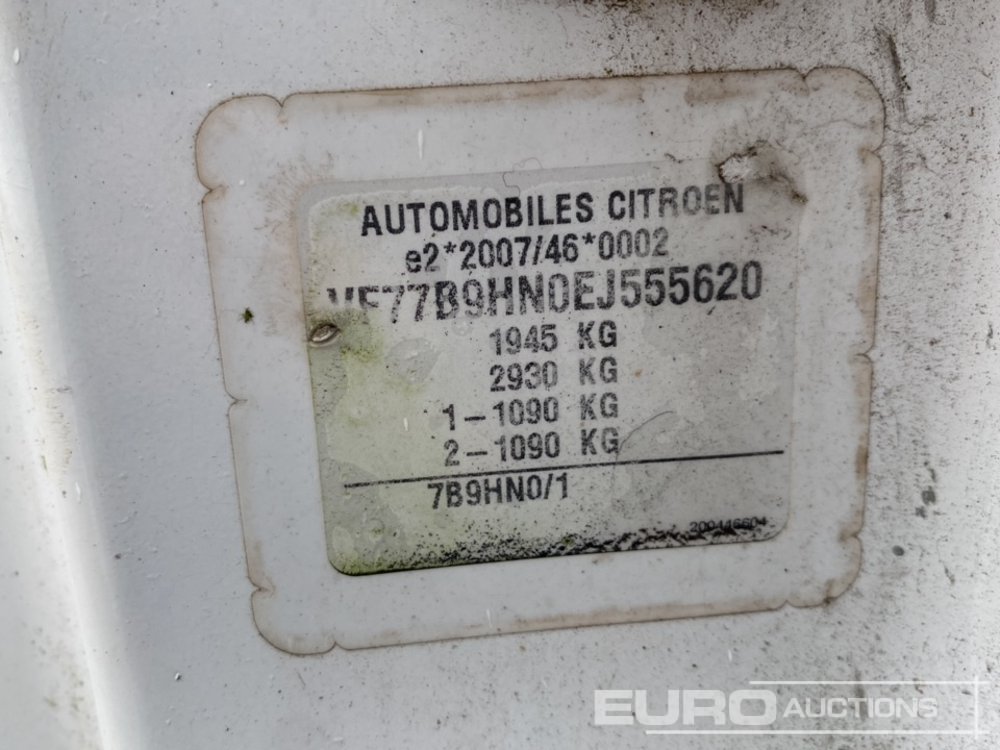 AUTOMOBILES CITROEN
e2*2007/46*0002
VF77B9HN0EJ555620
1945 KG
2930 KG
1-1090 KG
2-1090 KG
7B9HN0/1
EURO AUCTIONS